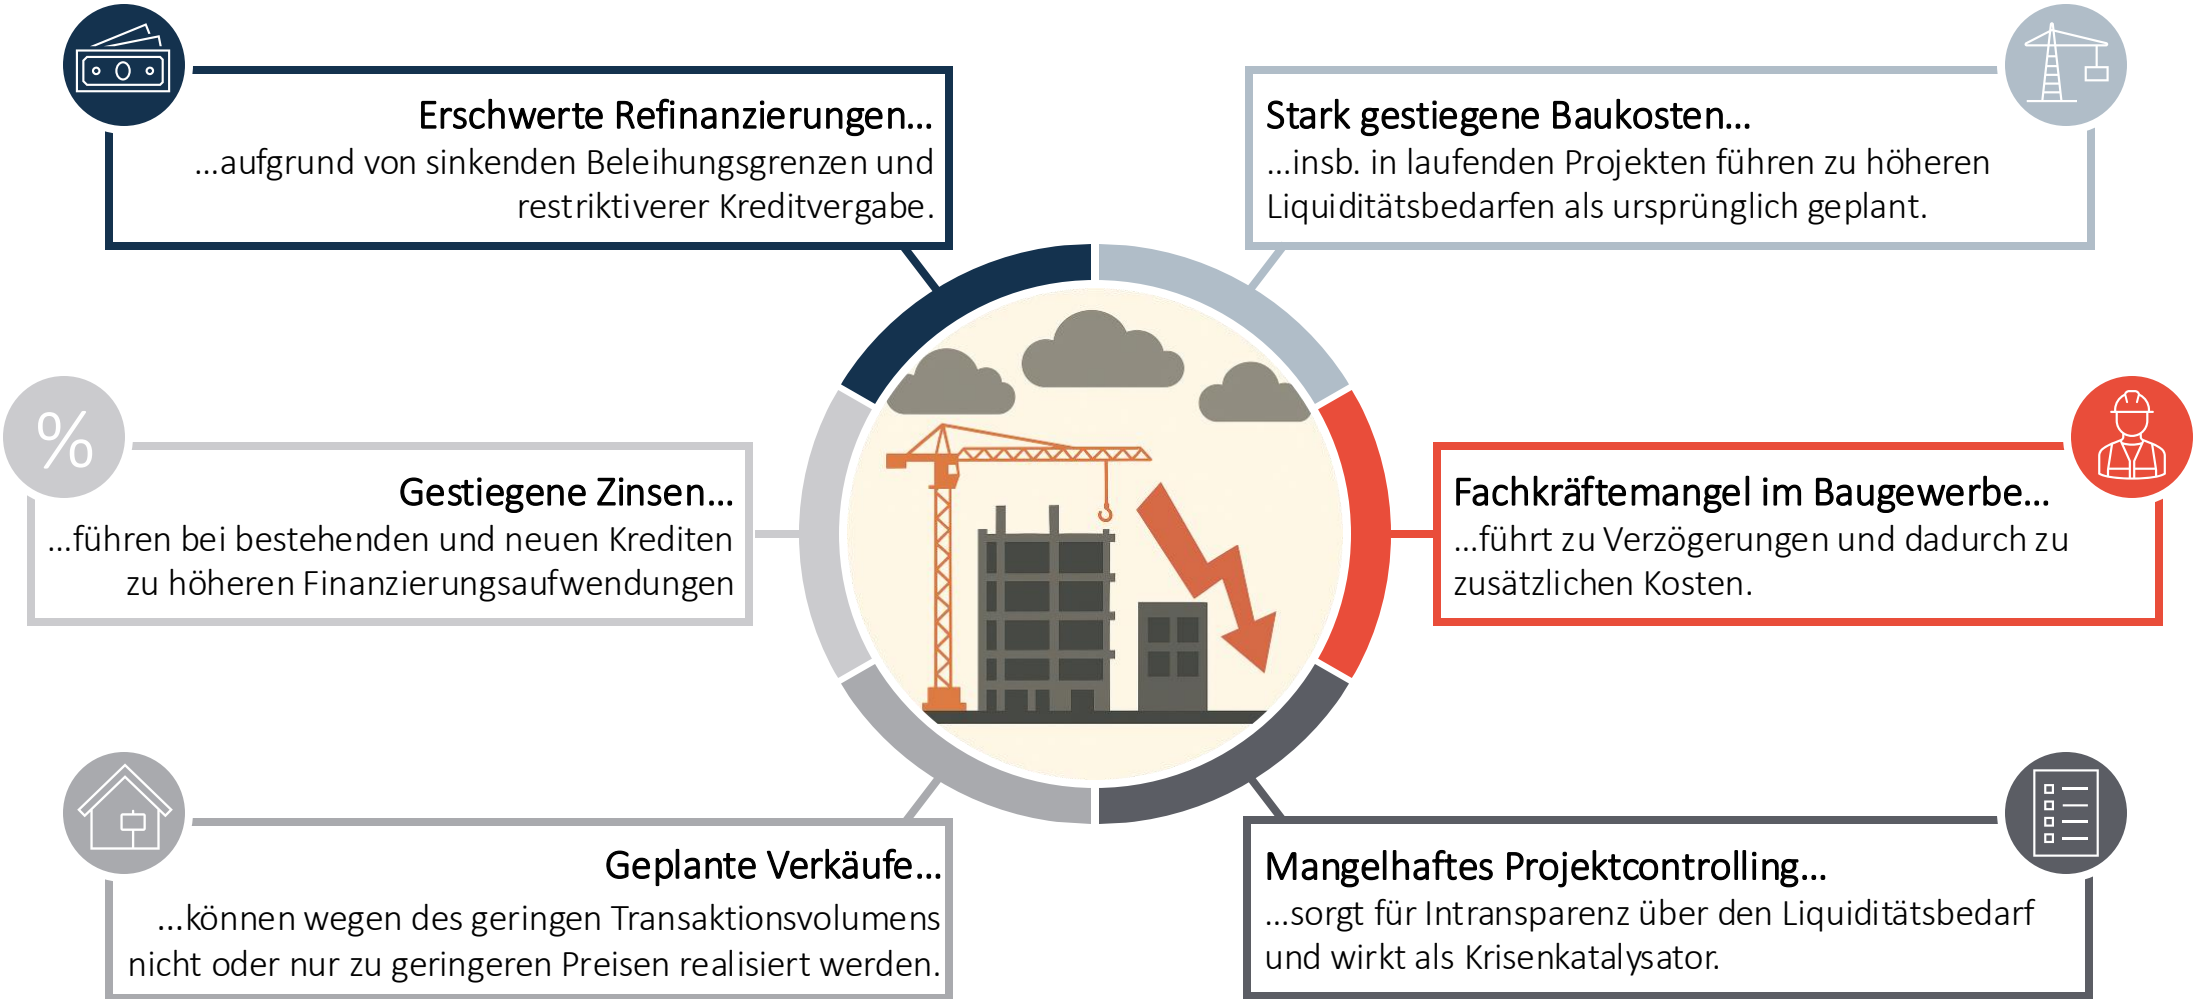 Erschwerte Refinanzierungen...
...aufgrund von sinkenden Beleihungsgrenzen und
restriktiverer Kreditvergabe.
Stark gestiegene Baukosten...
...insb. in laufenden Projekten führen zu höheren
Liquiditätsbedarfen als ursprünglich geplant.
%
Gestiegene Zinsen...
...führen bei bestehenden und neuen Krediten
zu höheren Finanzierungsaufwendungen
Fachkräftemangel im Baugewerbe...
...führt zu Verzögerungen und dadurch zu
zusätzlichen Kosten.
Geplante Verkäufe...
...können wegen des geringen Transaktionsvolumens
nicht oder nur zu geringeren Preisen realisiert werden.
Mangelhaftes Projektcontrolling...
...sorgt für Intransparenz über den Liquiditätsbedarf
und wirkt als Krisenkatalysator.